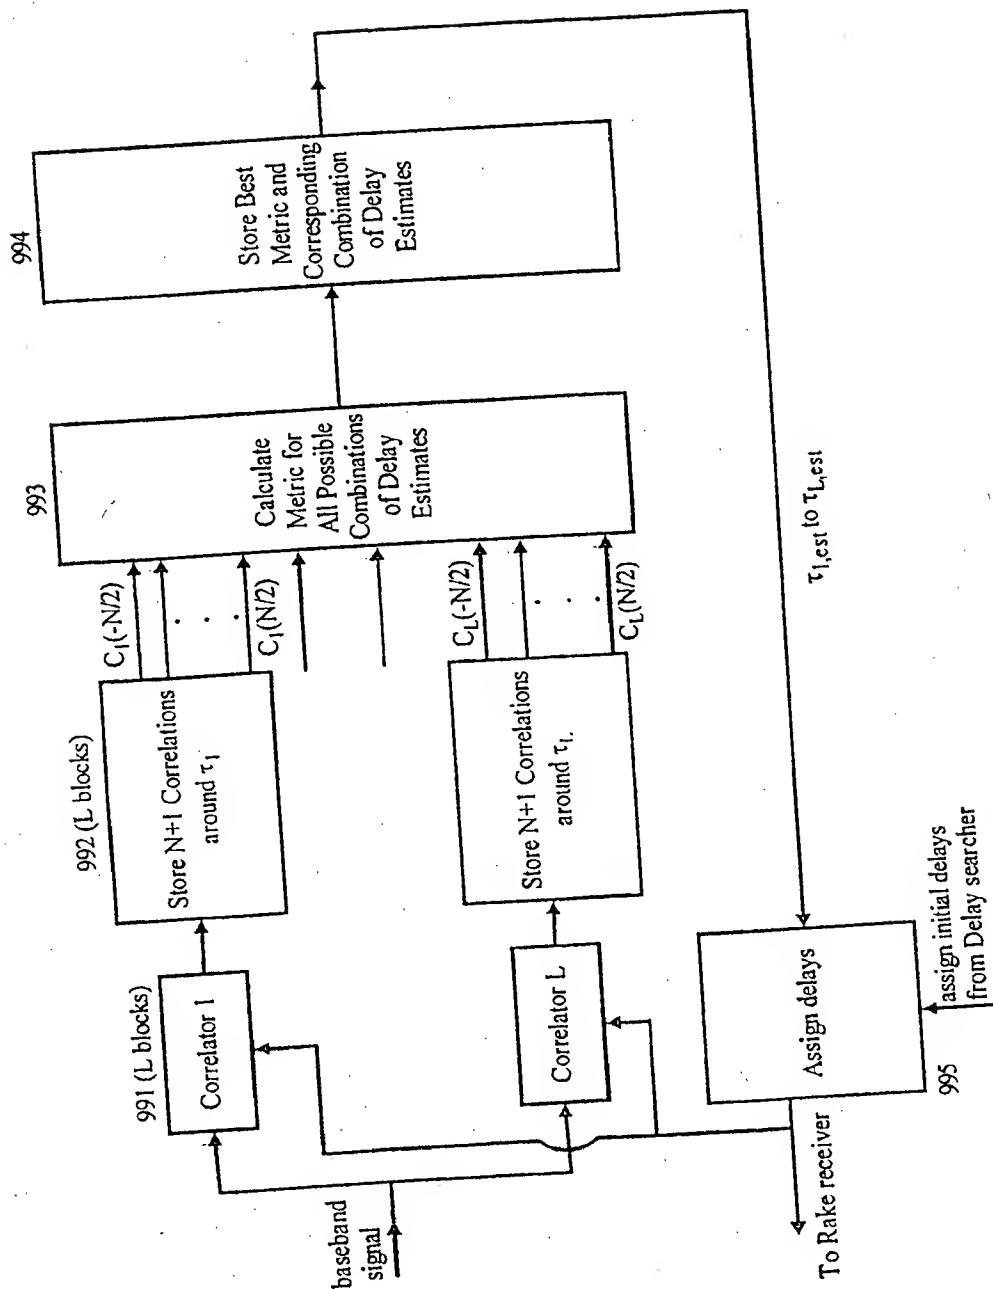 991 (L blocks)
992 (L blocks)
993
994
baseband
signal
Correlator 1
Store N+1 Correlations
around τ1
C1(-N/2)
. . .
C1(N/2)
Calculate
Metric for
All Possible
Combinations
of Delay
Estimates
Store Best
Metric and
Corresponding
Combination
of Delay
Estimates
Correlator L
Store N+1 Correlations
around τL
CL(-N/2)
. . .
CL(N/2)
To Rake receiver
Assign delays
995
assign initial delays
from Delay searcher
τ1,est to τL,est